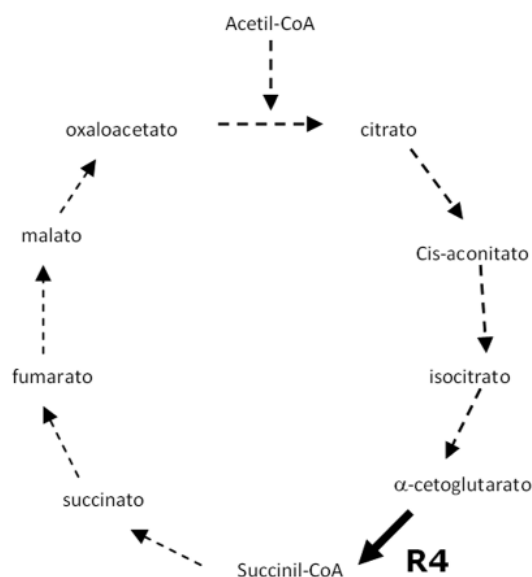 Acetil-CoA
oxaloacetato
citrato
malato
Cis-aconitato
fumarato
isocitrato
succinato
α-cetoglutarato
Succinil-CoA
R4